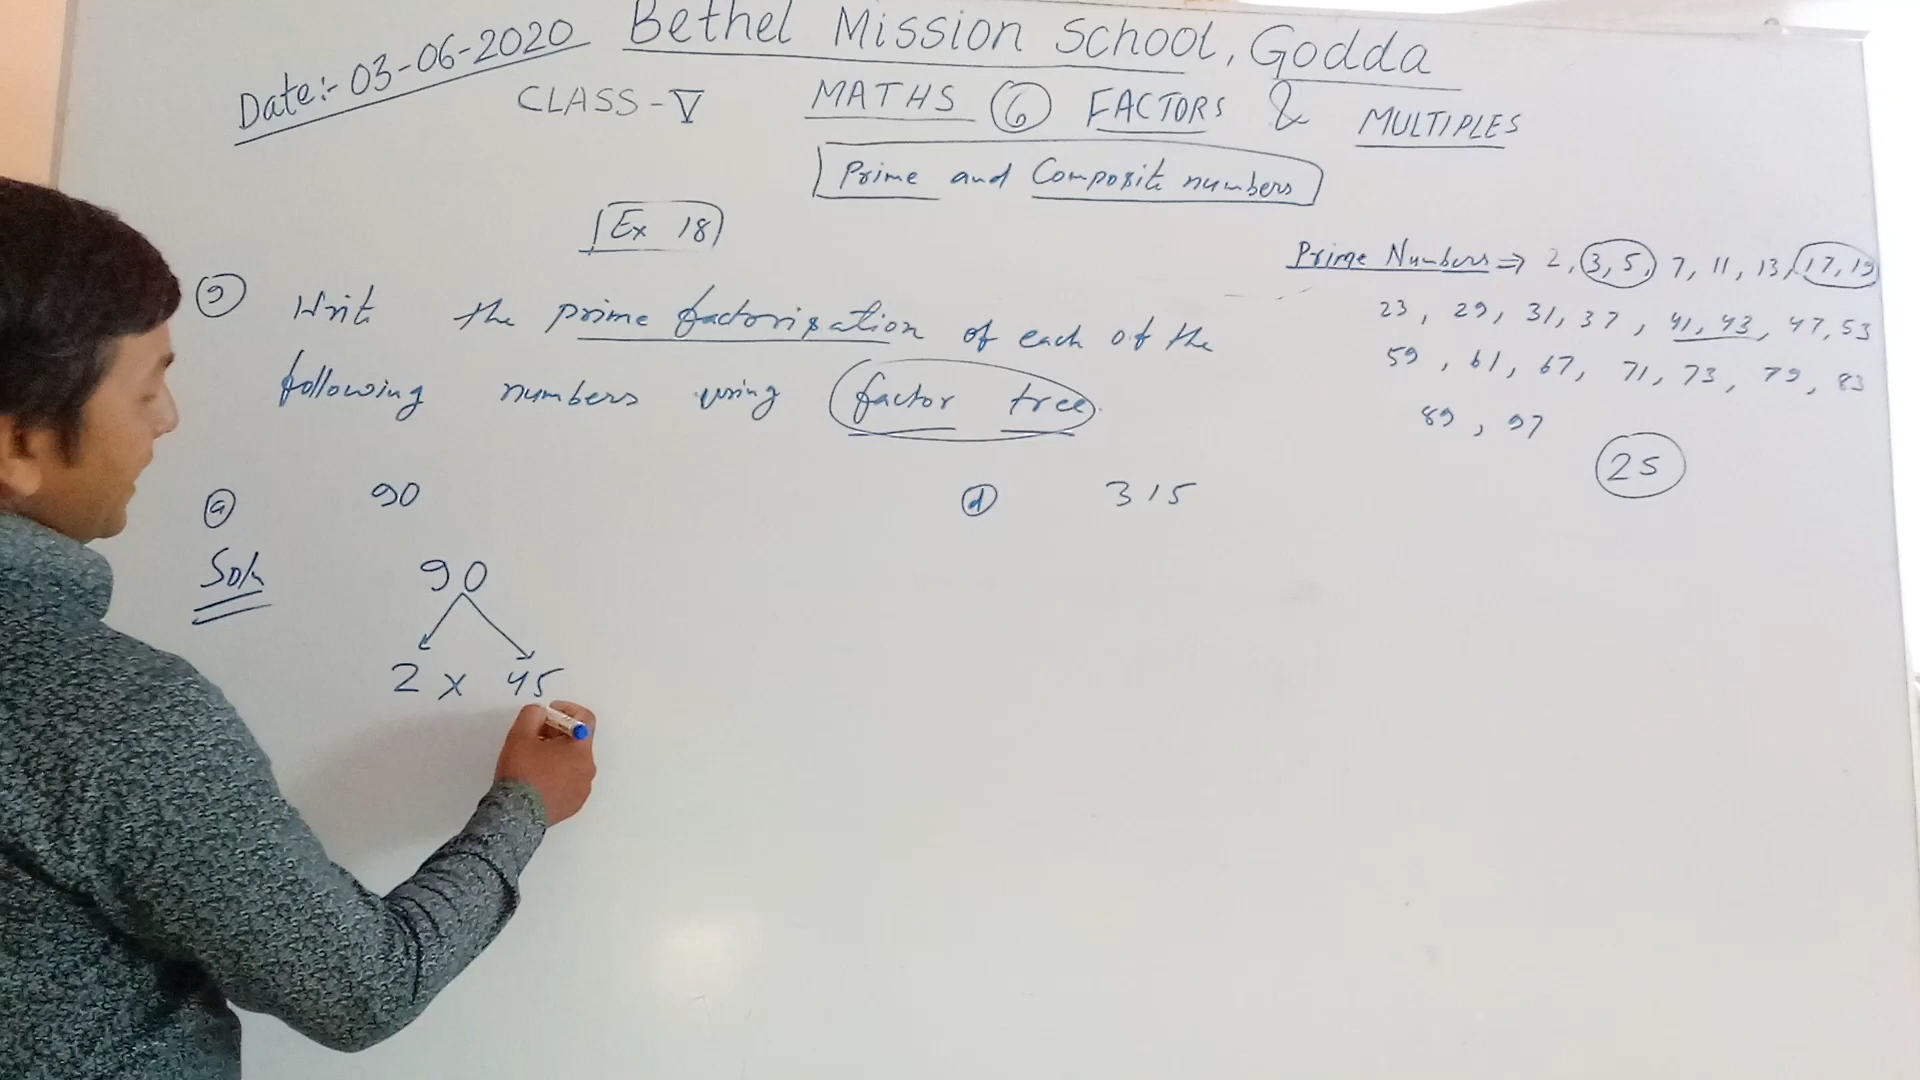 Date:- 03-06-2020
Bethel Mission School, Godda
CLASS-V MATHS 6 FACTORS & MULTIPLES
Prime and Composite numbers
Ex 18
Prime Numbers ⇒ 2, 3, 5, 7, 11, 13, 17, 19
23, 29, 31, 37, 41, 43, 47, 53
59, 61, 67, 71, 73, 79, 83
89, 97
25
9 Write the prime factorization of each of the
following numbers using factor tree.
a 90 d 315
Soln 90
2 x 45